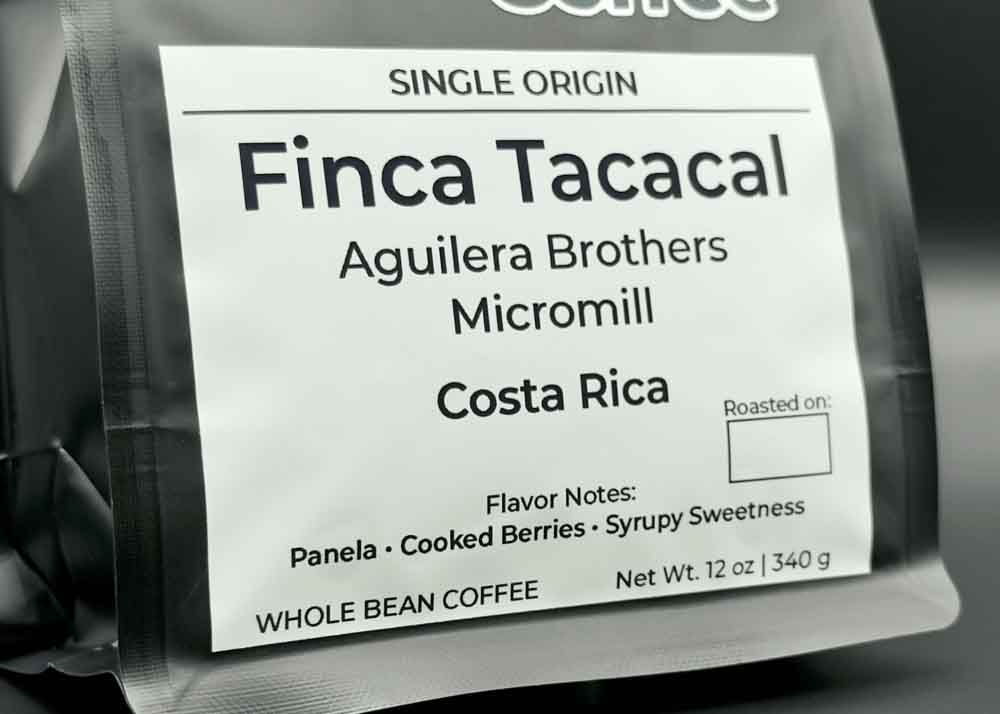 Coffee
SINGLE ORIGIN
Finca Tacacal
Aguilera Brothers
Micromill
Costa Rica
Roasted on:
Flavor Notes:
Panela • Cooked Berries • Syrupy Sweetness
WHOLE BEAN COFFEE
Net Wt. 12 oz | 340 g